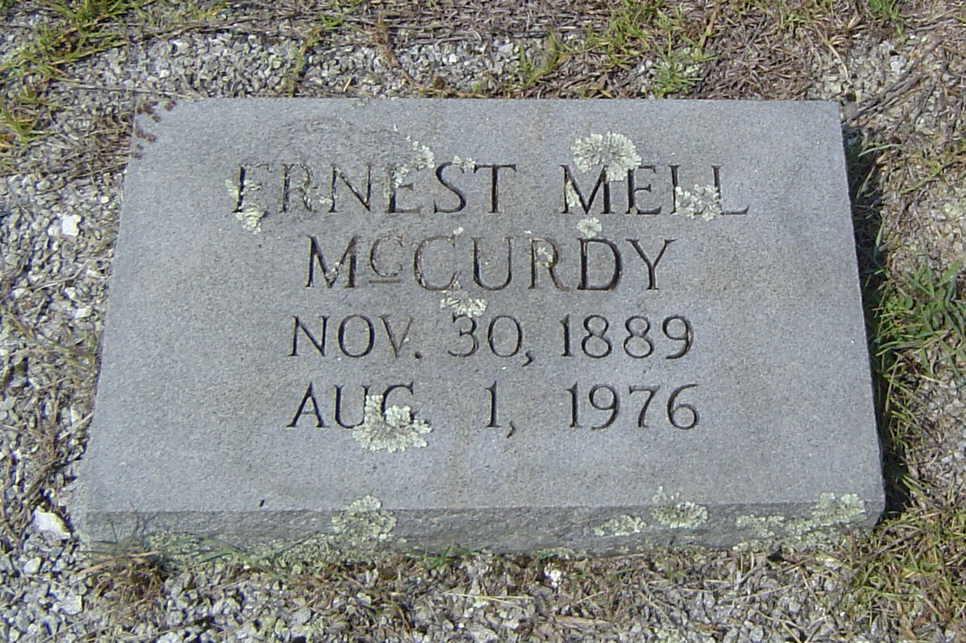 ERNEST MELL
McCURDY
NOV. 30, 1889
AUG. 1, 1976